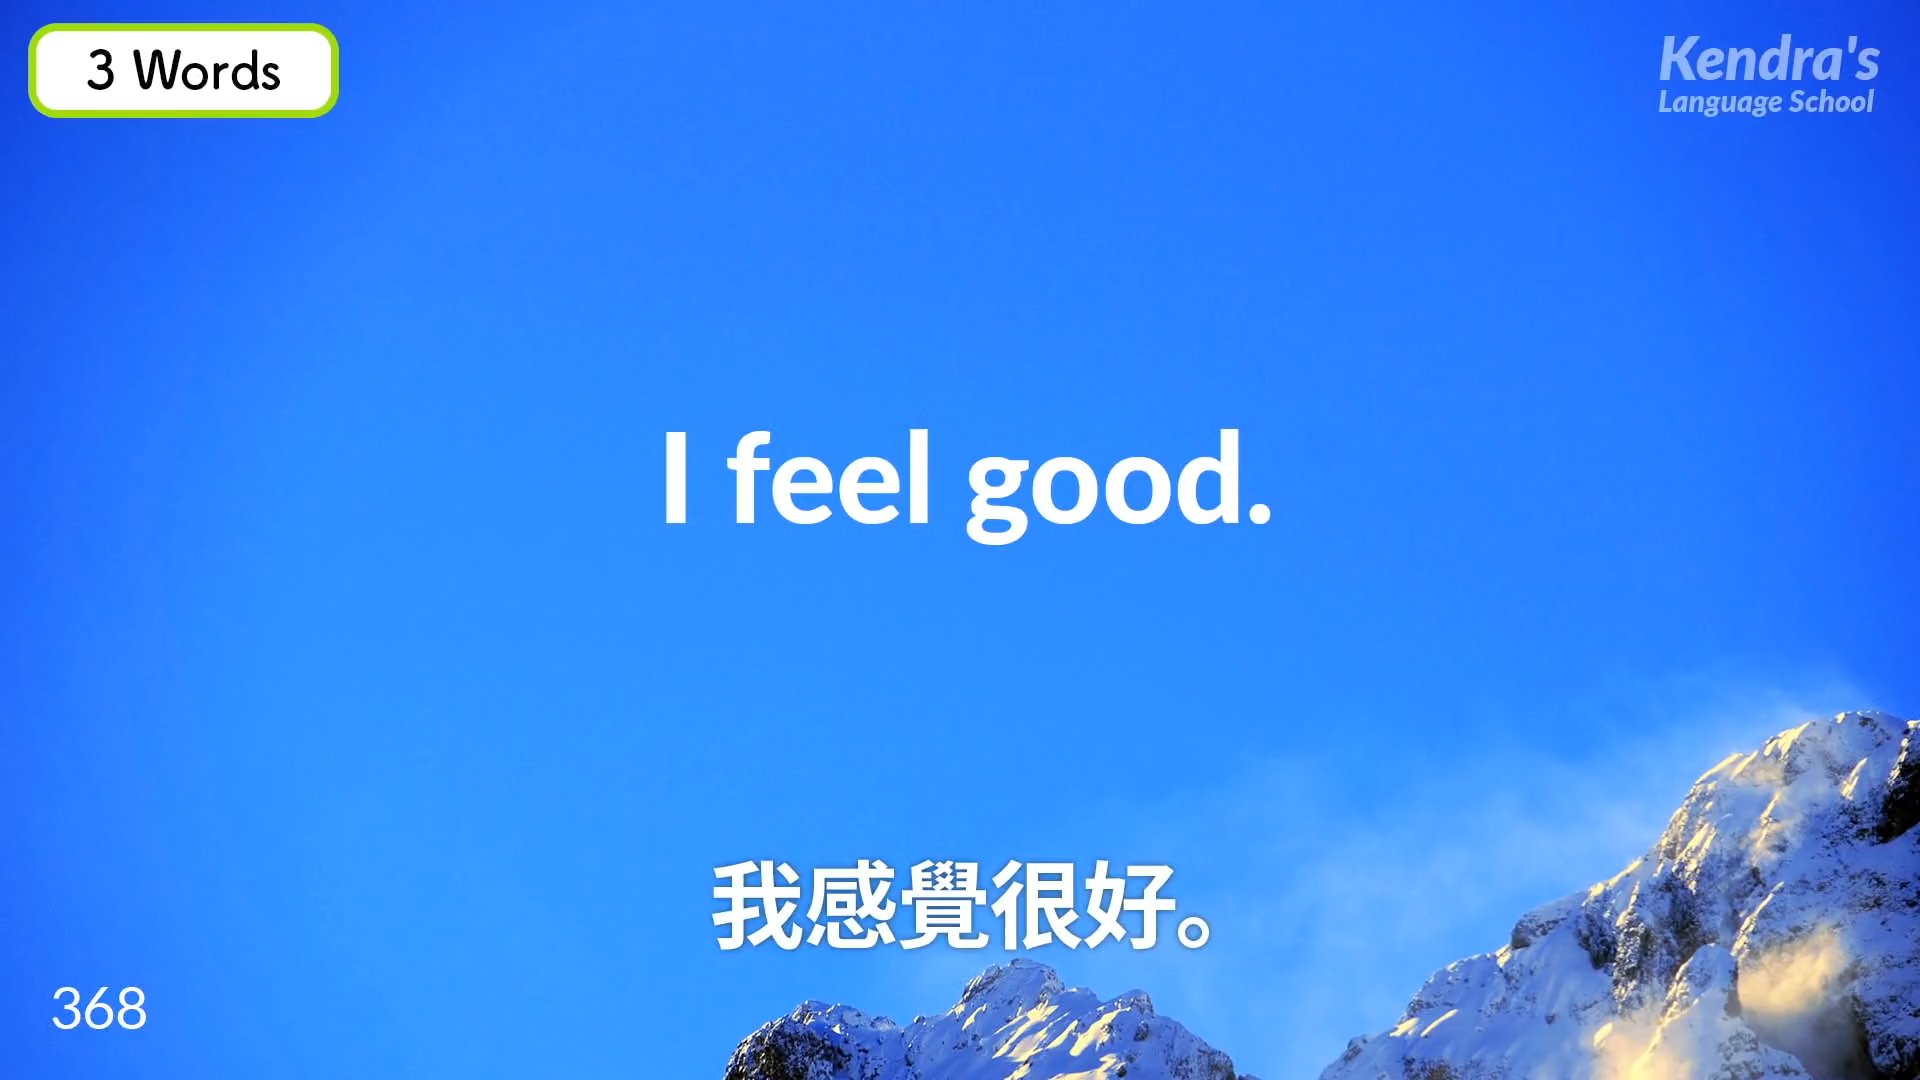 3 Words
Kendra's
Language School
I feel good.
我感覺很好。
368